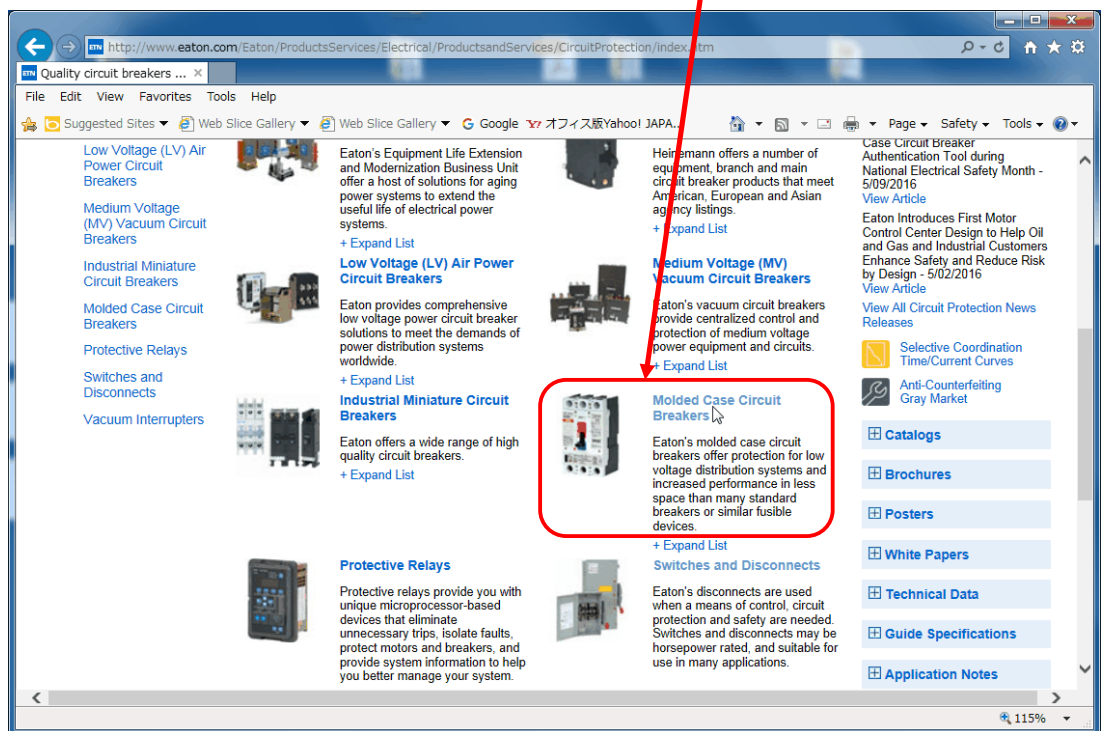 http://www.eaton.com/Eaton/ProductsServices/Electrical/ProductsandServices/CircuitProtection/index.htm
ETN Quality circuit breakers ... ×
File Edit View Favorites Tools Help
Suggested Sites Web Slice Gallery Web Slice Gallery Google オフィス版Yahoo! JAPA... Page Safety Tools
Low Voltage (LV) Air
Power Circuit
Breakers
Medium Voltage
(MV) Vacuum Circuit
Breakers
Industrial Miniature
Circuit Breakers
Molded Case Circuit
Breakers
Protective Relays
Switches and
Disconnects
Vacuum Interrupters
Eaton's Equipment Life Extension
and Modernization Business Unit
offer a host of solutions for aging
power systems to extend the
useful life of electrical power
systems.
+ Expand List
Heinemann offers a number of
equipment, branch and main
circuit breaker products that meet
American, European and Asian
agency listings.
+ Expand List
Low Voltage (LV) Air Power
Circuit Breakers
Eaton provides comprehensive
low voltage power circuit breaker
solutions to meet the demands of
power distribution systems
worldwide.
+ Expand List
Medium Voltage (MV)
Vacuum Circuit Breakers
Eaton's vacuum circuit breakers
provide centralized control and
protection of medium voltage
power equipment and circuits.
+ Expand List
Industrial Miniature Circuit
Breakers
Eaton offers a wide range of high
quality circuit breakers.
+ Expand List
Molded Case Circuit
Breakers
Eaton's molded case circuit
breakers offer protection for low
voltage distribution systems and
increased performance in less
space than many standard
breakers or similar fusible
devices.
+ Expand List
Protective Relays
Protective relays provide you with
unique microprocessor-based
devices that eliminate
unnecessary trips, isolate faults,
protect motors and breakers, and
provide system information to help
you better manage your system.
Switches and Disconnects
Eaton's disconnects are used
when a means of control, circuit
protection and safety are needed.
Switches and disconnects may be
horsepower rated, and suitable for
use in many applications.
Case Circuit Breaker
Authentication Tool during
National Electrical Safety Month -
5/09/2016
View Article
Eaton Introduces First Motor
Control Center Design to Help Oil
and Gas and Industrial Customers
Enhance Safety and Reduce Risk
by Design - 5/02/2016
View Article
View All Circuit Protection News
Releases
Selective Coordination
Time/Current Curves
Anti-Counterfeiting
Gray Market
Catalogs
Brochures
Posters
White Papers
Technical Data
Guide Specifications
Application Notes
115%